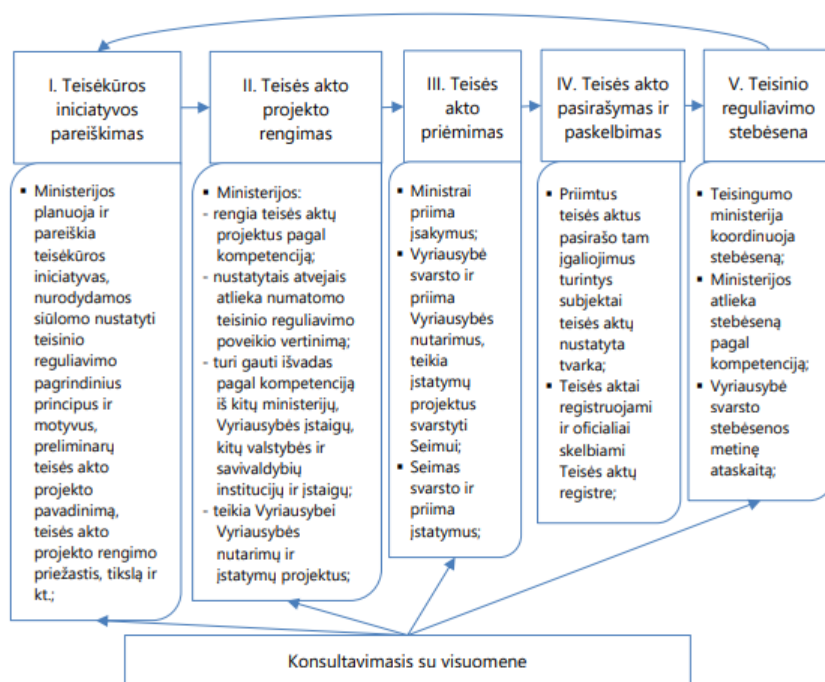 I. Teisėkūros
iniciatyvos
pareiškimas
II. Teisės akto
projekto
rengimas
III. Teisės
akto
priėmimas
IV. Teisės akto
pasirašymas ir
paskelbimas
V. Teisinio
reguliavimo
stebėsena
▪ Ministerijos
planuoja ir
pareiškia
teisėkūros
iniciatyvas,
nurodydamos
siūlomo nustatyti
teisinio
reguliavimo
pagrindinius
principus ir
motyvus,
preliminarų
teisės akto
projekto
pavadinimą,
teisės akto
projekto rengimo
priežastis, tikslą ir
kt.;
▪ Ministerijos:
- rengia teisės aktų
projektus pagal
kompetenciją;
- nustatytais atvejais
atlieka numatomo
teisinio reguliavimo
poveikio vertinimą;
- turi gauti išvadas
pagal kompetenciją
iš kitų ministerijų,
Vyriausybės įstaigų,
kitų valstybės ir
savivaldybių
institucijų ir įstaigų;
- teikia Vyriausybei
Vyriausybės
nutarimų ir
įstatymų projektus;
▪ Ministrai
priima
įsakymus;
▪ Vyriausybė
svarsto ir
priima
Vyriausybės
nutarimus,
teikia
įstatymų
projektus
svarstyti
Seimui;
▪ Seimas
svarsto ir
priima
įstatymus;
▪ Priimtus
teisės aktus
pasirašo tam
įgaliojimus
turintys
subjektai
teisės aktų
nustatyta
tvarka;
▪ Teisės aktai
registruojami
ir oficialiai
skelbiami
Teisės aktų
registre;
▪ Teisingumo
ministerija
koordinuoja
stebėseną;
▪ Ministerijos
atlieka
stebėseną
pagal
kompetenciją;
▪ Vyriausybė
svarsto
stebėsenos
metinę
ataskaitą;
Konsultavimasis su visuomene